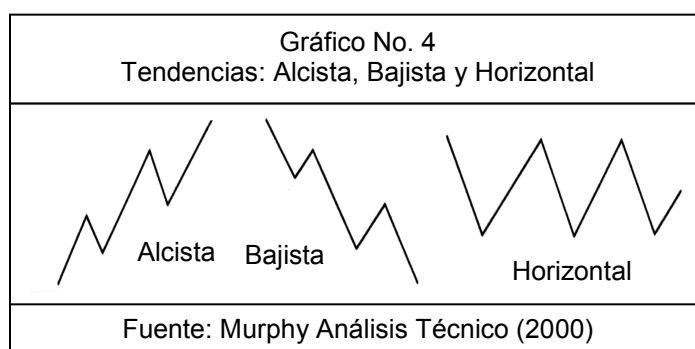 Gráfico No. 4
Tendencias: Alcista, Bajista y Horizontal
Alcista
Bajista
Horizontal
Fuente: Murphy Análisis Técnico (2000)